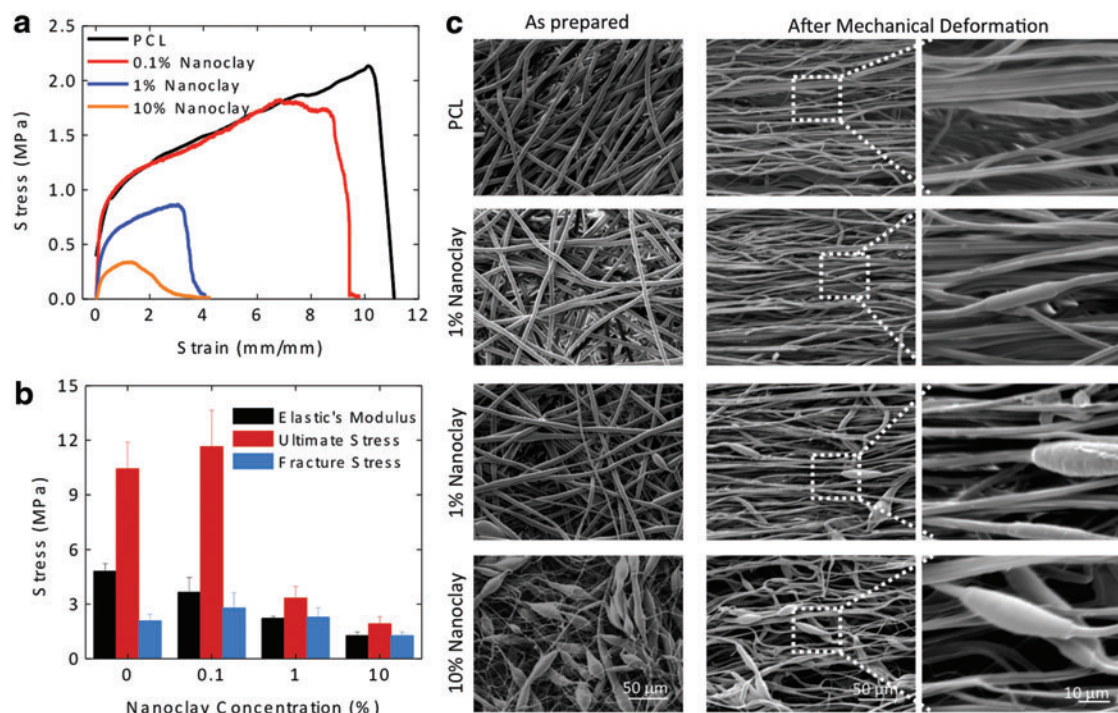 a
2.5
2.0
1.5
1.0
0.5
0.0
Stress (MPa)
PCL
0.1% Nanoclay
1% Nanoclay
10% Nanoclay
0 2 4 6 8 10 12
Strain (mm/mm)
b
15
12
9
6
3
0
Stress (MPa)
Elastic's Modulus
Ultimate Stress
Fracture Stress
0 0.1 1 10
Nanoclay Concentration (%)
c
As prepared
After Mechanical Deformation
PCL
1% Nanoclay
1% Nanoclay
10% Nanoclay
50 µm
50 µm
10 µm